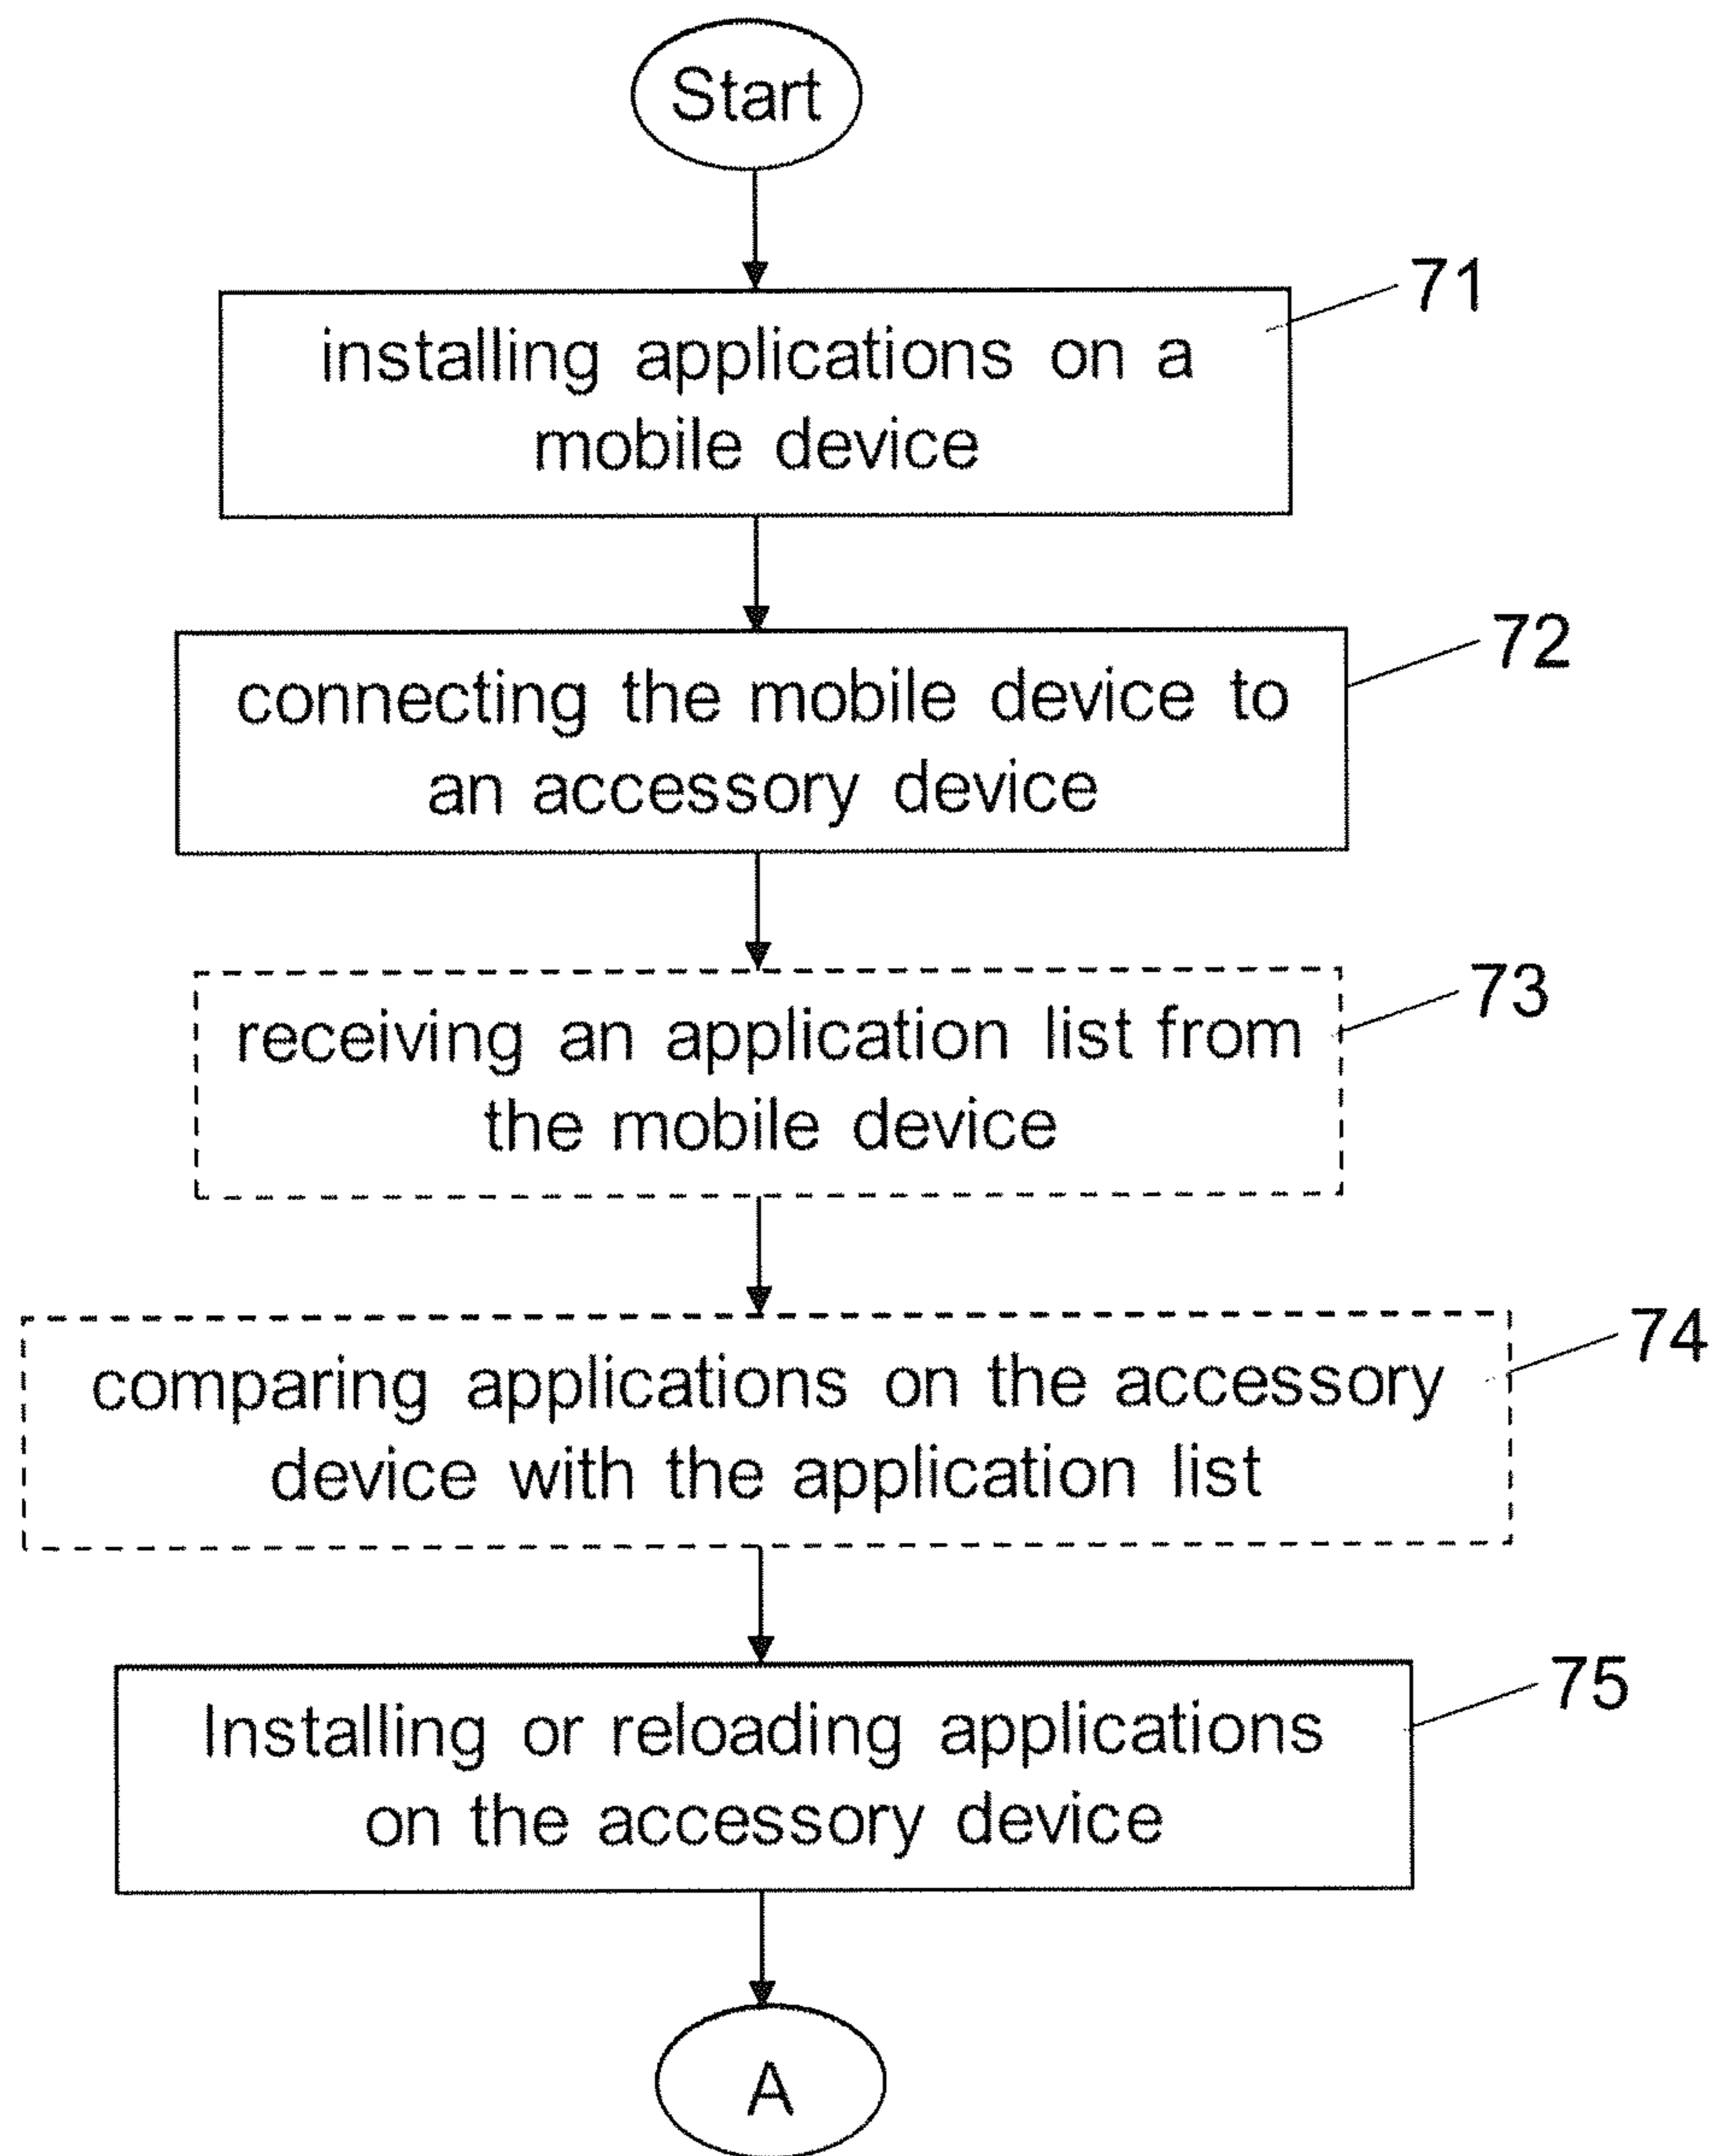 Start
71
installing applications on a
mobile device
72
connecting the mobile device to
an accessory device
73
receiving an application list from
the mobile device
74
comparing applications on the accessory
device with the application list
75
Installing or reloading applications
on the accessory device
A